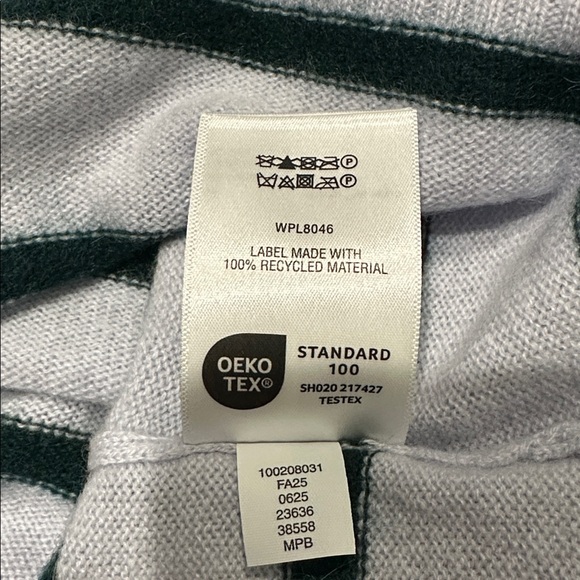 P
P
WPL8046
LABEL MADE WITH
100% RECYCLED MATERIAL
OEKO
TEX®
STANDARD
100
SH020 217427
TESTEX
100208031
FA25
0625
23636
38558
MPB